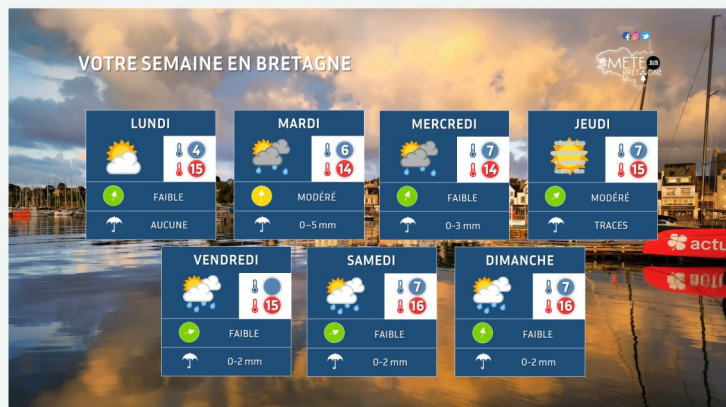 VOTRE SEMAINE EN BRETAGNE
METE .bzh
BRETAGNE
LUNDI
4
15
FAIBLE
AUCUNE
MARDI
6
14
MODÉRÉ
0–5 mm
MERCREDI
7
14
FAIBLE
0-3 mm
JEUDI
7
15
MODÉRÉ
TRACES
actu
VENDREDI
15
FAIBLE
0-2 mm
SAMEDI
7
16
FAIBLE
0-2 mm
DIMANCHE
7
16
FAIBLE
0-2 mm